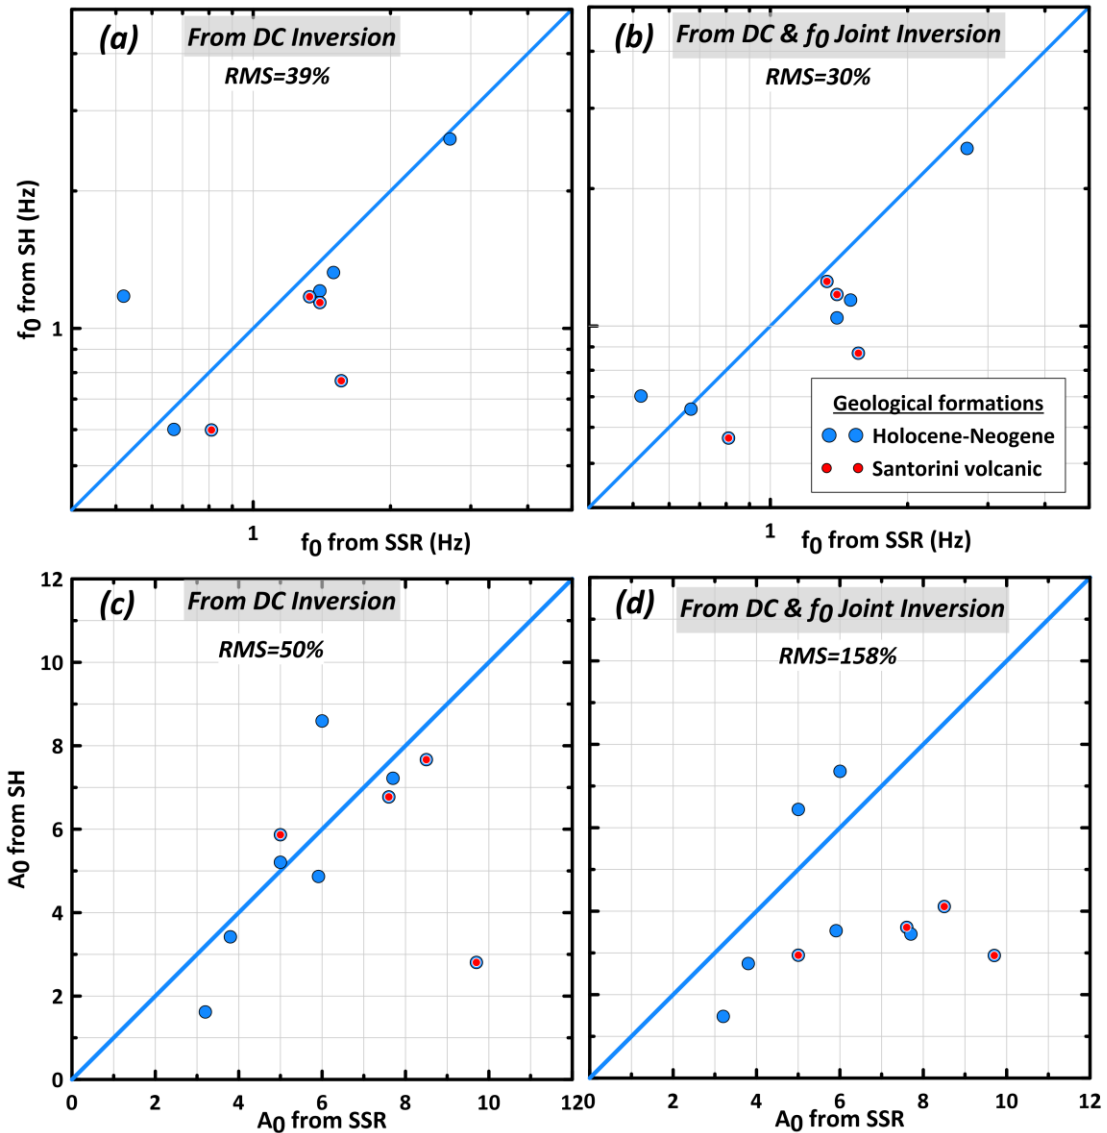 (a)
From DC Inversion
RMS=39%
f0 from SH (Hz)
1
1
f0 from SSR (Hz)
(b)
From DC & f0 Joint Inversion
RMS=30%
Geological formations
Holocene-Neogene
Santorini volcanic
1
f0 from SSR (Hz)
(c)
From DC Inversion
RMS=50%
A0 from SH
12
10
8
6
4
2
0
0 2 4 6 8 10 12
A0 from SSR
(d)
From DC & f0 Joint Inversion
RMS=158%
2 4 6 8 10 12
A0 from SSR